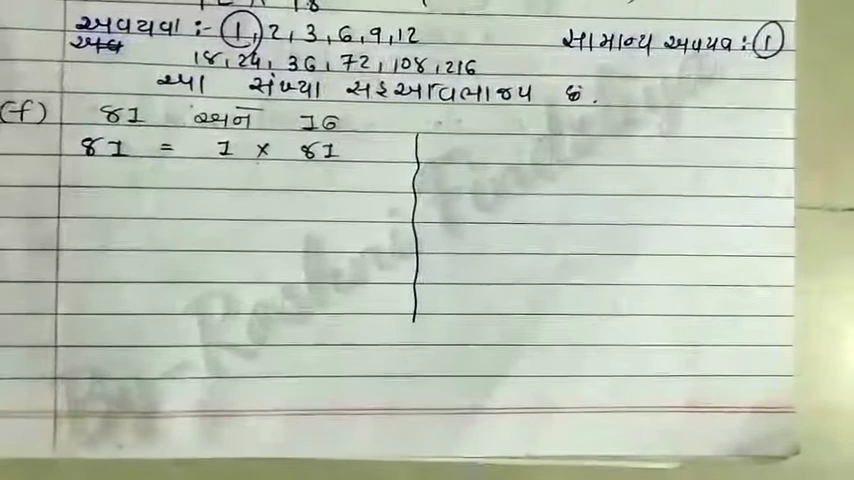 અવયવો :- 1, 2, 3, 6, 9, 12
સામાન્ય અવયવ : 1
18, 24, 36, 72, 108, 216
આ સંખ્યા સહઅવિભાજ્ય છે.
(f) 81 અને 16
81 = 1 × 81